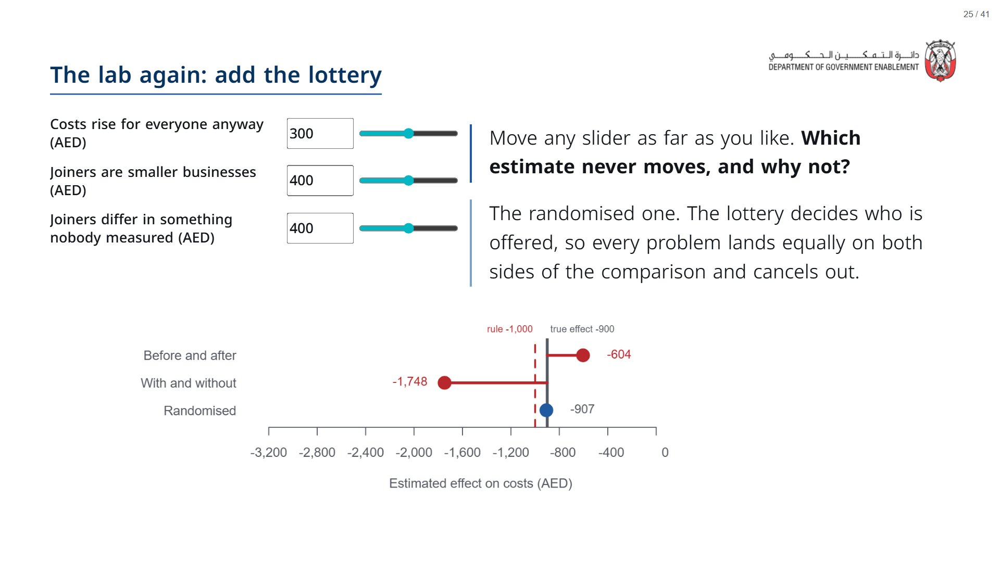 25 / 41
دائــرة الـتـمـكـــــيـن الـحـكــــومـي
DEPARTMENT OF GOVERNMENT ENABLEMENT
The lab again: add the lottery
Costs rise for everyone anyway
(AED)
300
Joiners are smaller businesses
(AED)
400
Joiners differ in something
nobody measured (AED)
400
Move any slider as far as you like. Which
estimate never moves, and why not?
The randomised one. The lottery decides who is
offered, so every problem lands equally on both
sides of the comparison and cancels out.
rule -1,000 true effect -900
Before and after -604
With and without -1,748
Randomised -907
-3,200 -2,800 -2,400 -2,000 -1,600 -1,200 -800 -400 0
Estimated effect on costs (AED)